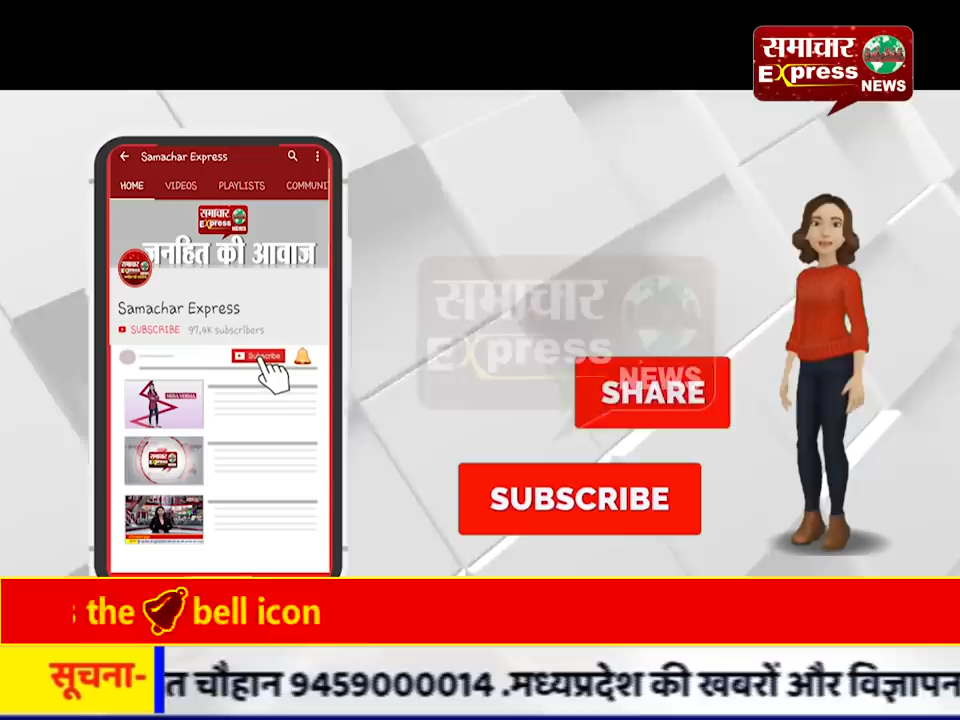 समाचार
Express
NEWS
Samachar Express
HOME VIDEOS PLAYLISTS COMMUNI
समाचार
Express
NEWS
जनहित की आवाज
Samachar Express
SUBSCRIBE 97,4K subscribers
Subscribe
समाचार
Express
NEWS
SHARE
SUBSCRIBE
s the bell icon
सूचना- त चौहान 9459000014 .मध्यप्रदेश की खबरों और विज्ञापन